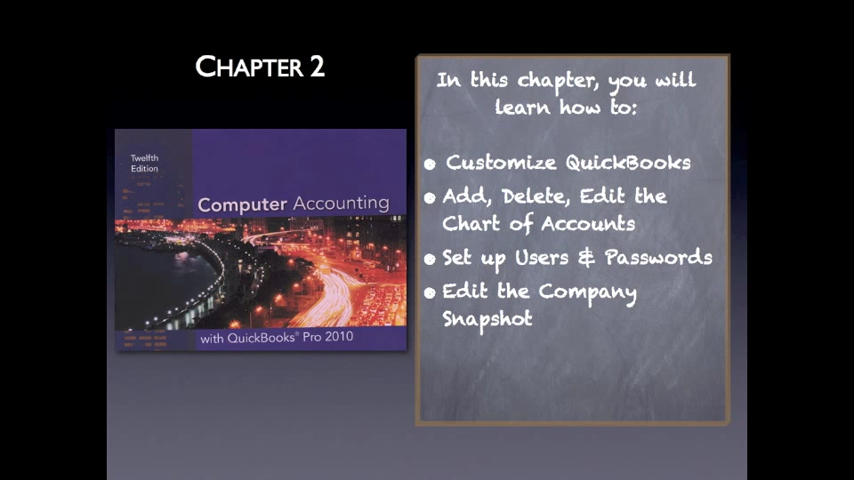 CHAPTER 2
Twelfth
Edition
Computer Accounting
with QuickBooks® Pro 2010
In this chapter, you will
learn how to:
• Customize QuickBooks
• Add, Delete, Edit the
Chart of Accounts
• Set up Users & Passwords
• Edit the Company
Snapshot